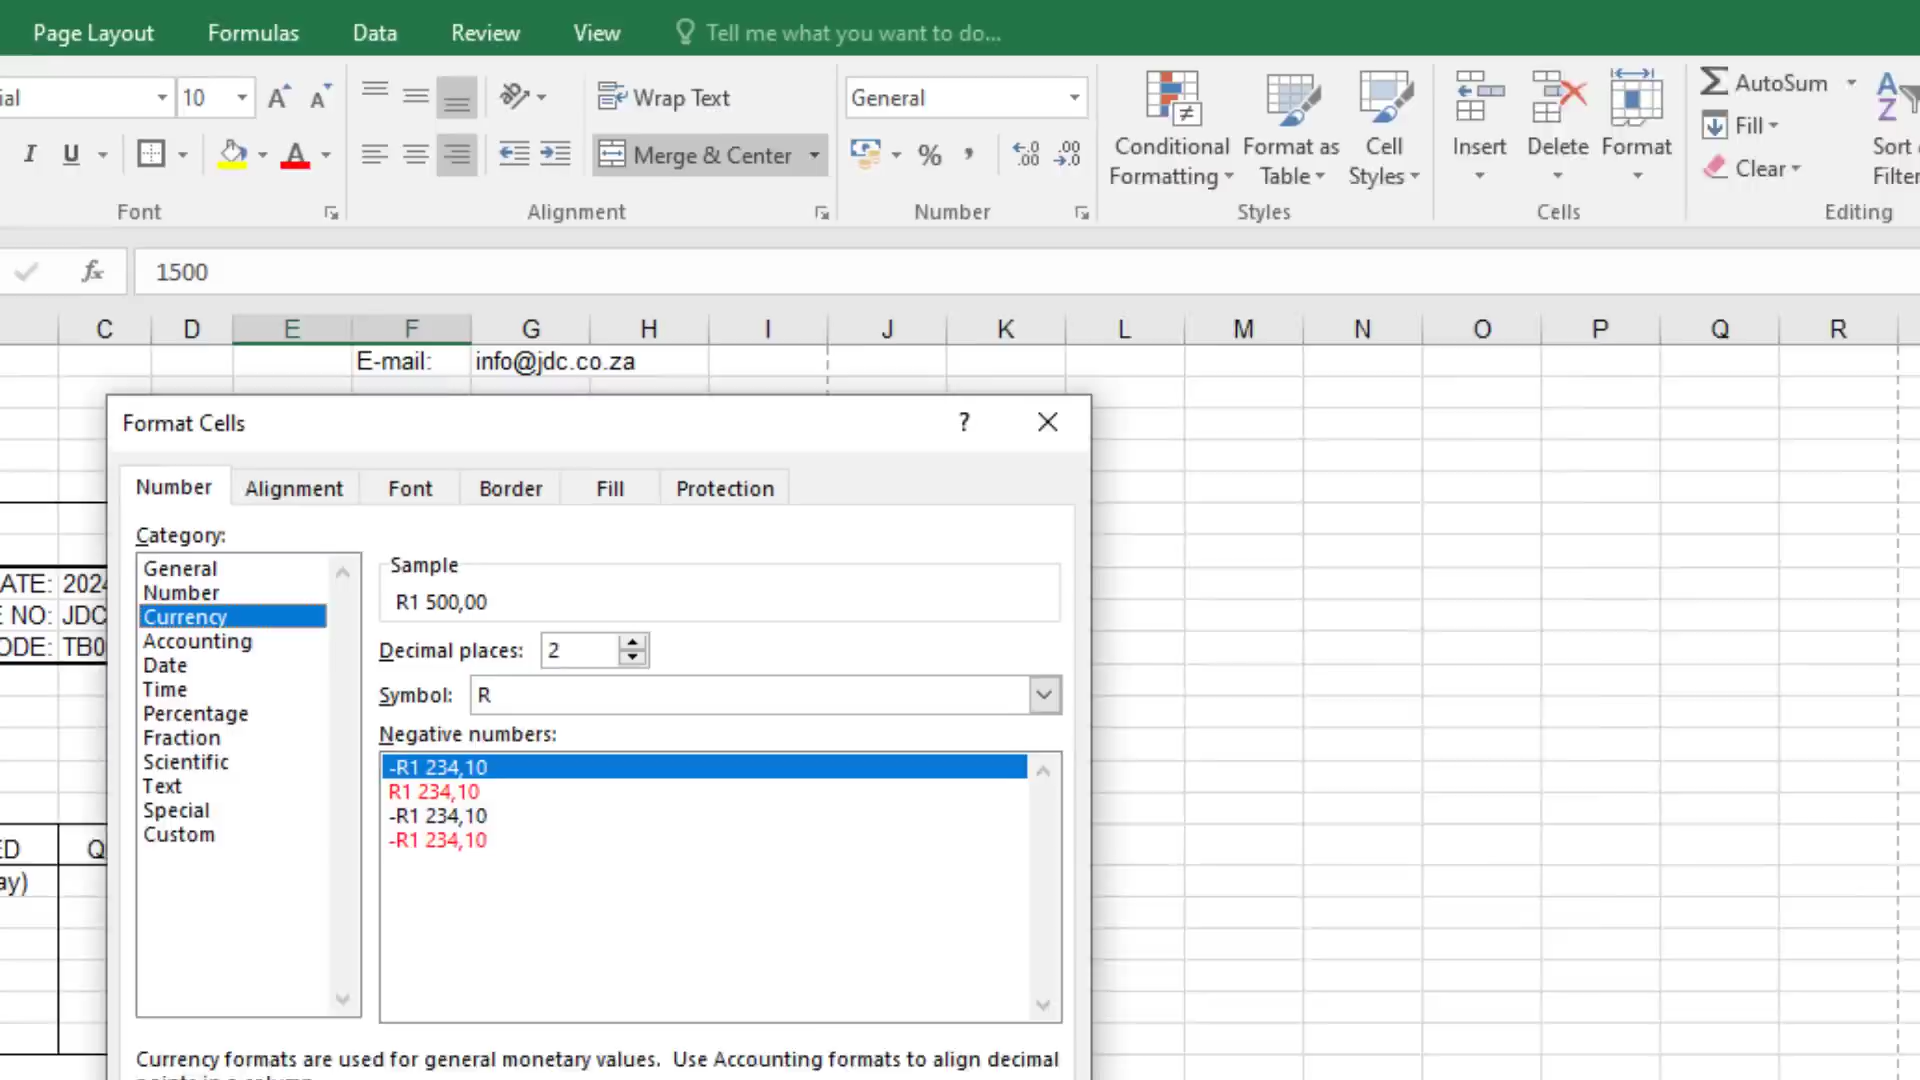 Page Layout Formulas Data Review View Tell me what you want to do...
ial 10 A A Wrap Text General AutoSum
I U A Merge & Center % , Conditional Formatting Format as Table Cell Styles Insert Delete Format Fill
Clear Sort Filter
Font Alignment Number Styles Cells Editing
fx 1500
C D E F G H I J K L M N O P Q R
E-mail: info@jdc.co.za
Format Cells ?
Number Alignment Font Border Fill Protection
Category:
General
Number
Currency
Accounting
Date
Time
Percentage
Fraction
Scientific
Text
Special
Custom
Sample
R1 500,00
Decimal places: 2
Symbol: R
Negative numbers:
-R1 234,10
R1 234,10
-R1 234,10
-R1 234,10
ATE: 2024
E NO: JDC
ODE: TB0
ED Q
ay)
Currency formats are used for general monetary values. Use Accounting formats to align decimal